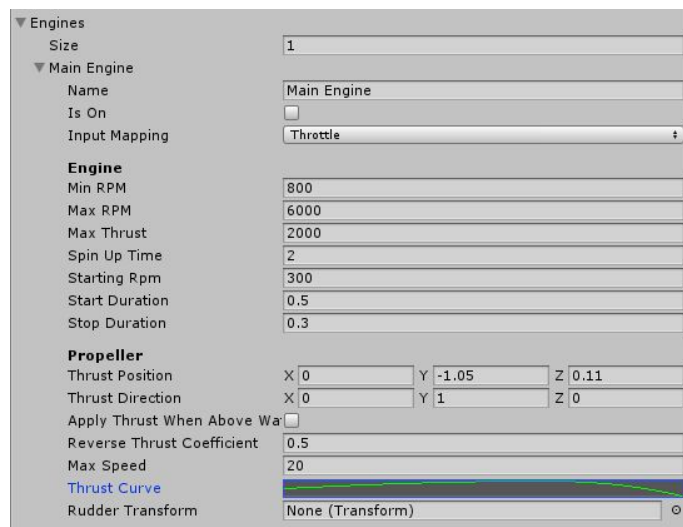 Engines
Size 1
Main Engine
Name Main Engine
Is On
Input Mapping Throttle
Engine
Min RPM 800
Max RPM 6000
Max Thrust 2000
Spin Up Time 2
Starting Rpm 300
Start Duration 0.5
Stop Duration 0.3
Propeller
Thrust Position X 0 Y -1.05 Z 0.11
Thrust Direction X 0 Y 1 Z 0
Apply Thrust When Above Wa
Reverse Thrust Coefficient 0.5
Max Speed 20
Thrust Curve
Rudder Transform None (Transform)